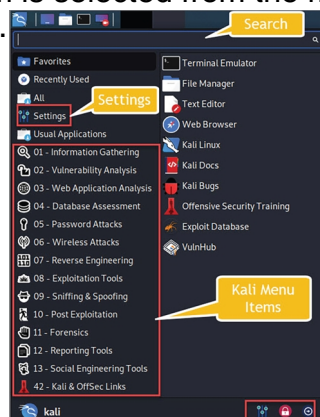 Search
Favorites
Recently Used
All
Settings
Usual Applications
Settings
01 - Information Gathering
02 - Vulnerability Analysis
03 - Web Application Analysis
04 - Database Assessment
05 - Password Attacks
06 - Wireless Attacks
07 - Reverse Engineering
08 - Exploitation Tools
09 - Sniffing & Spoofing
10 - Post Exploitation
11 - Forensics
12 - Reporting Tools
13 - Social Engineering Tools
42 - Kali & OffSec Links
kali
Terminal Emulator
File Manager
Text Editor
Web Browser
Kali Linux
Kali Docs
Kali Bugs
Offensive Security Training
Exploit Database
VulnHub
Kali Menu
Items